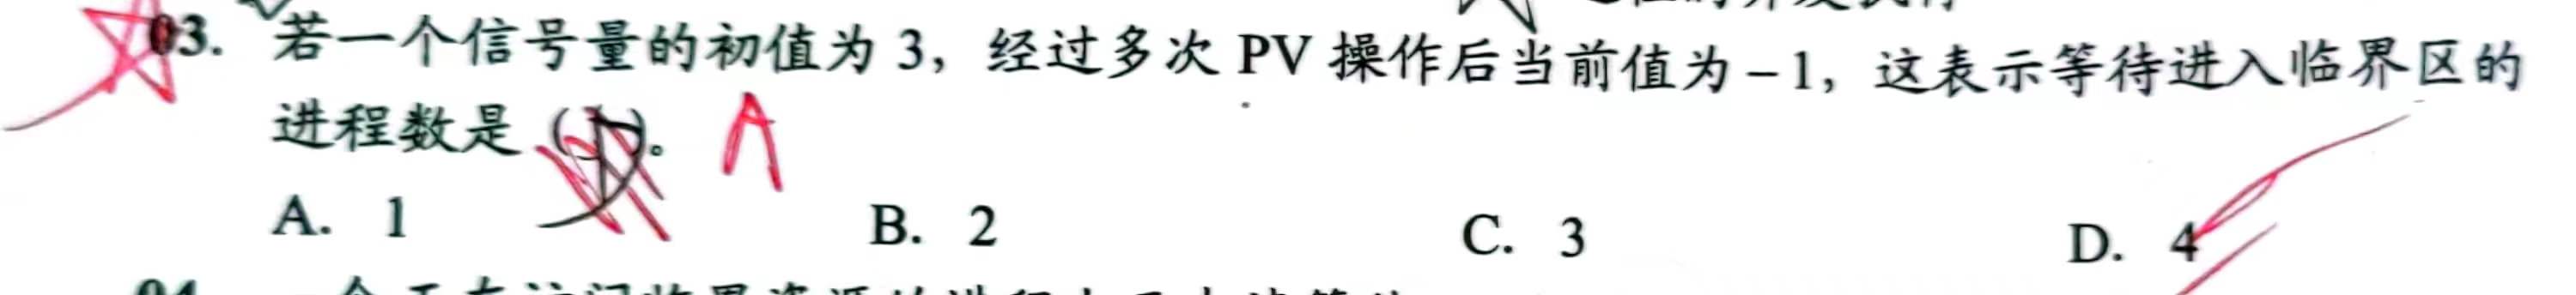 03. 若一个信号量的初值为 3，经过多次 PV 操作后当前值为 –1，这表示等待进入临界区的
进程数是（ ）。 A
A. 1 B. 2 C. 3 D. 4